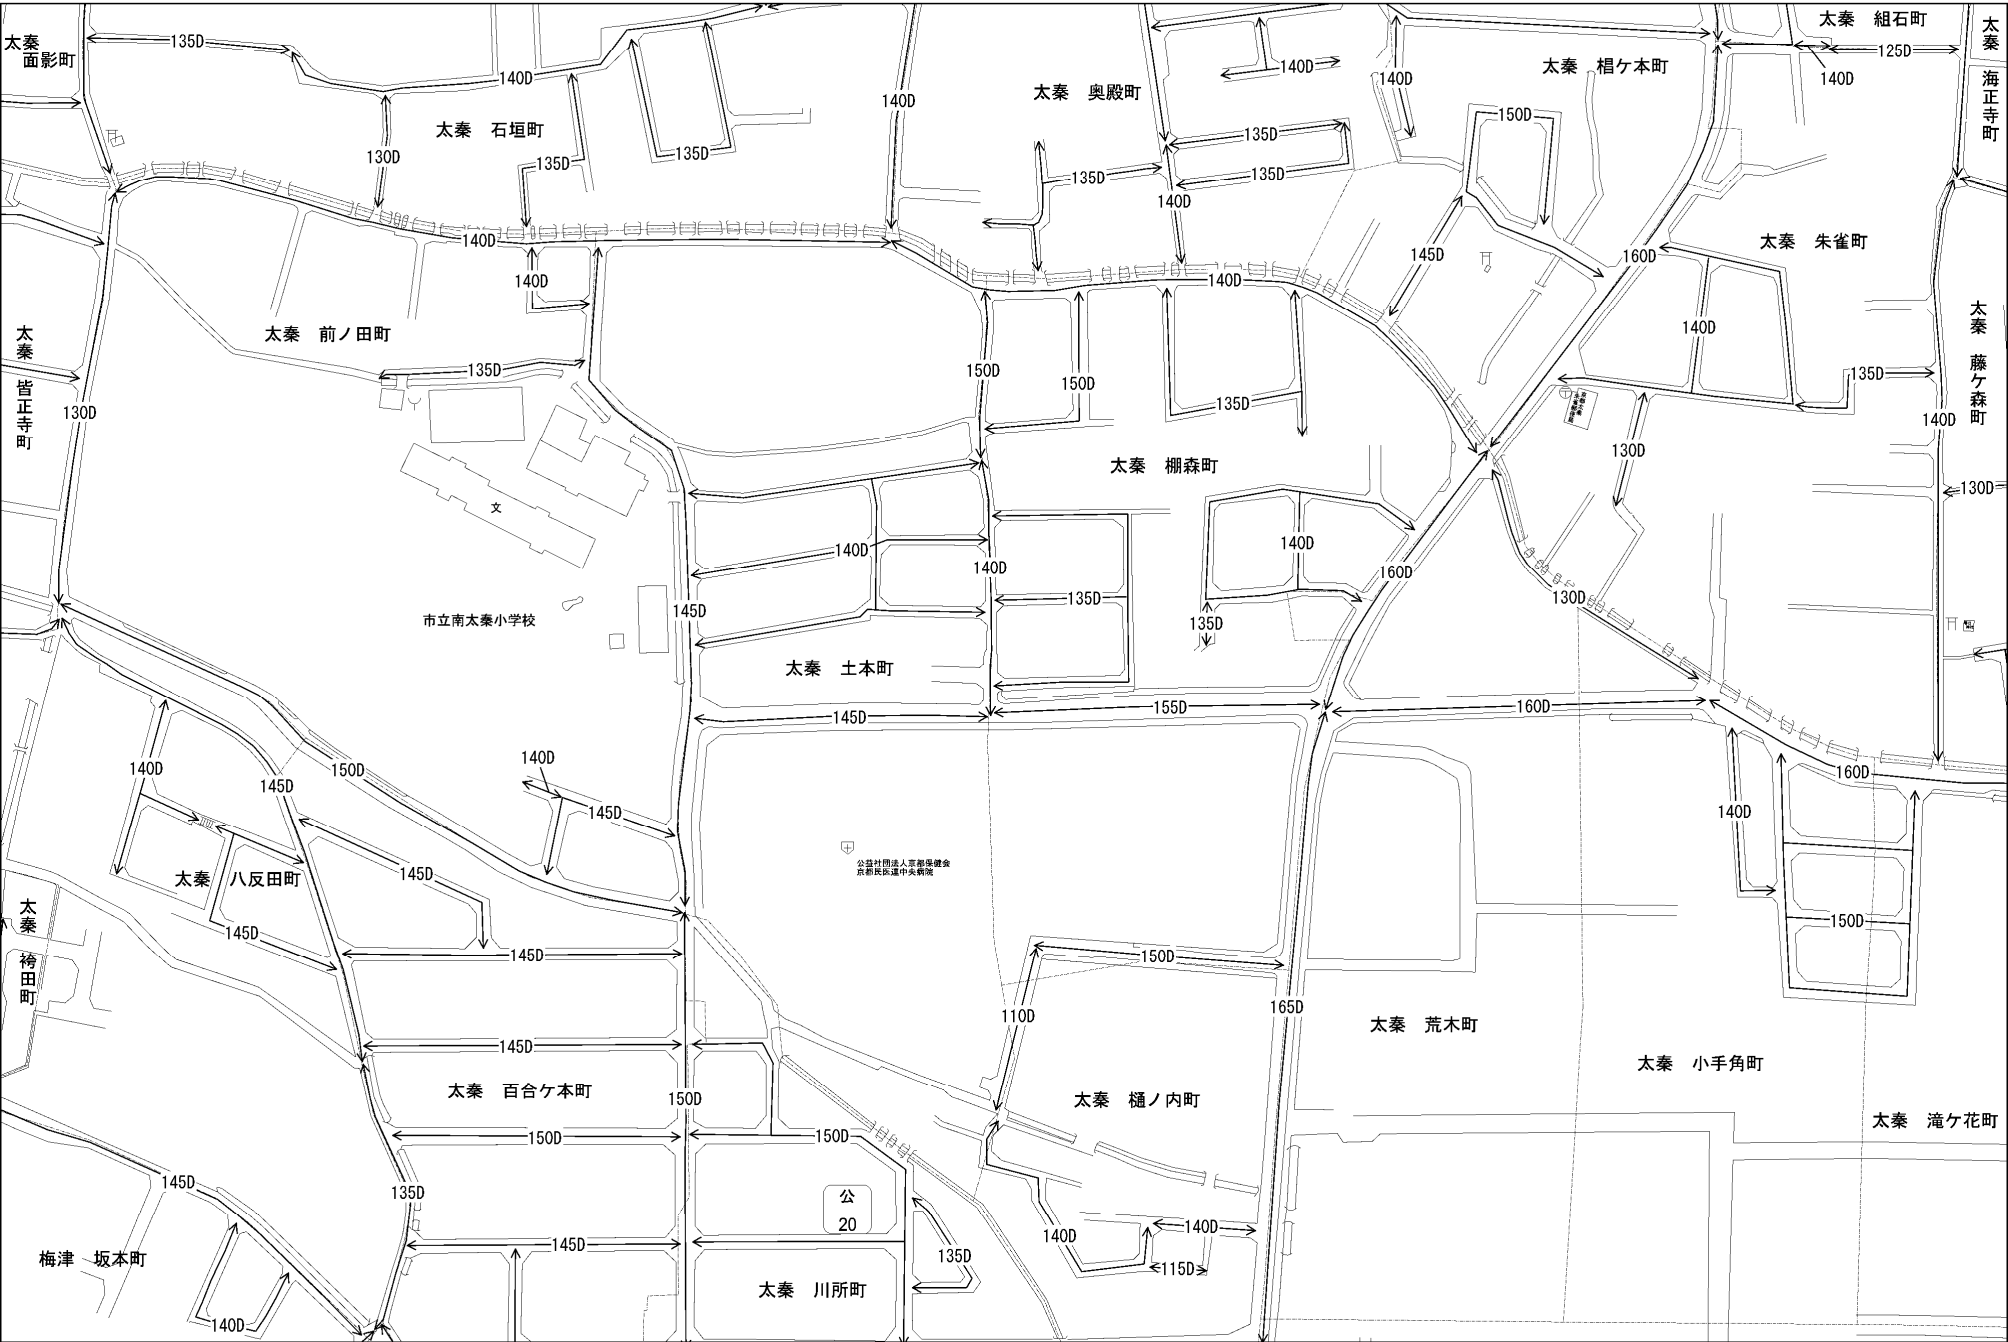 太秦 組石町
太秦
面影町
135D
太秦
海正寺町
125D
140D
太秦 椙ケ本町
140D
140D
140D
太秦 奥殿町
140D
150D
太秦 石垣町
135D
130D
135D
135D
135D
135D
135D
140D
太秦 朱雀町
140D
145D
160D
140D
140D
太秦 前ノ田町
太秦
皆正寺町
太秦
藤ケ森町
140D
135D
150D
150D
135D
135D
130D
140D
太秦 棚森町
130D
130D
文
140D
140D
140D
140D
160D
135D
130D
145D
135D
市立南太秦小学校
太秦 土本町
145D
155D
160D
140D
140D
150D
145D
160D
145D
140D
公益社団法人京都保健会
京都民医連中央病院
145D
太秦 八反田町
太秦
袴田町
145D
145D
150D
150D
110D
165D
太秦 荒木町
145D
太秦 小手角町
太秦 百合ケ本町
150D
太秦 樋ノ内町
太秦 滝ケ花町
150D
150D
145D
135D
公
20
140D
140D
145D
135D
梅津 坂本町
115D
太秦 川所町
140D